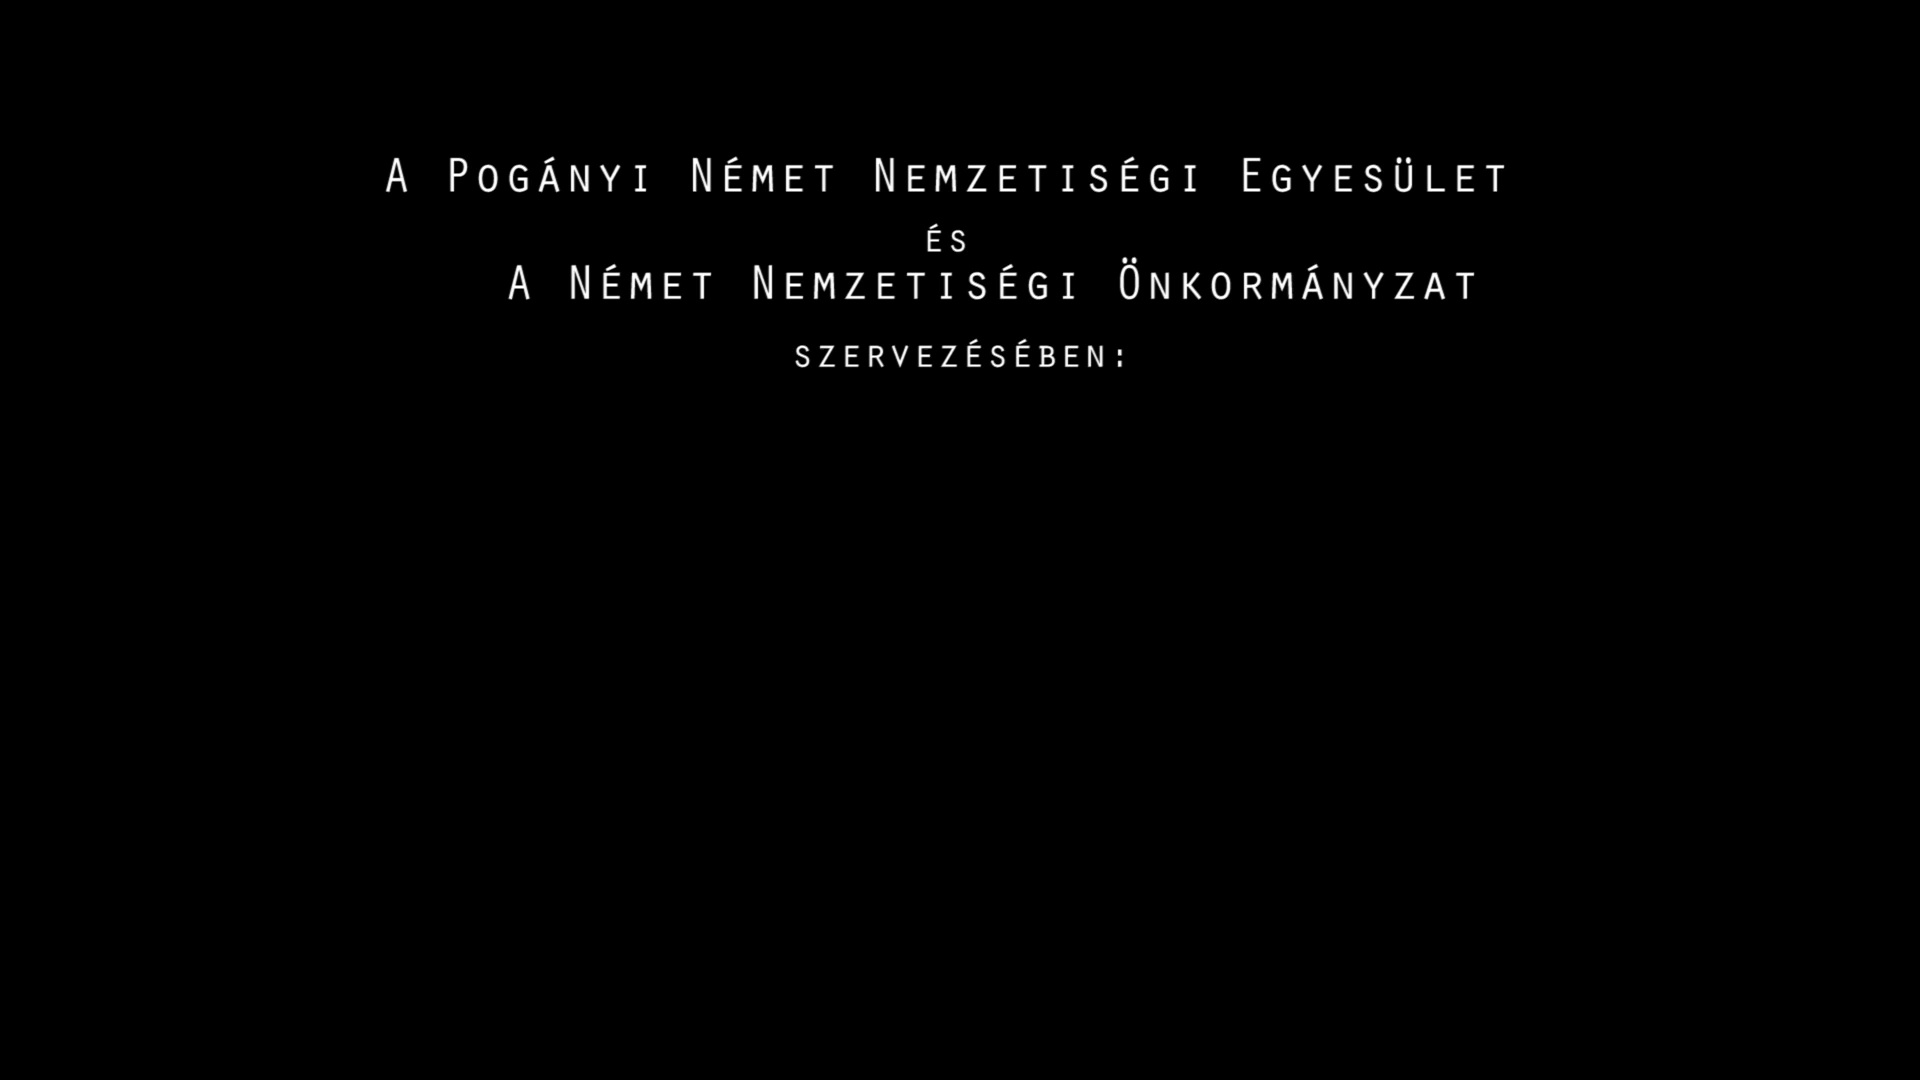 A Pogányi Német Nemzetiségi Egyesület
és
A Német Nemzetiségi Önkormányzat
szervezésében: